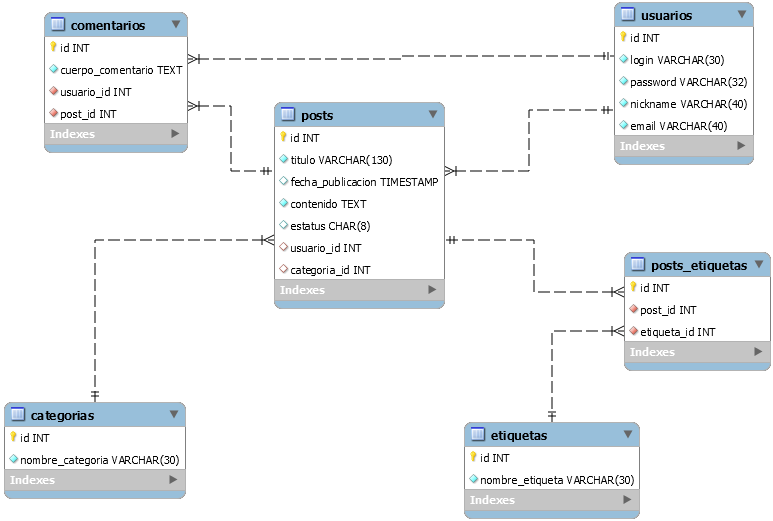 comentarios
id INT
cuerpo_comentario TEXT
usuario_id INT
post_id INT
Indexes
usuarios
id INT
login VARCHAR(30)
password VARCHAR(32)
nickname VARCHAR(40)
email VARCHAR(40)
Indexes
posts
id INT
titulo VARCHAR(130)
fecha_publicacion TIMESTAMP
contenido TEXT
estatus CHAR(8)
usuario_id INT
categoria_id INT
Indexes
posts_etiquetas
id INT
post_id INT
etiqueta_id INT
Indexes
categorias
id INT
nombre_categoria VARCHAR(30)
Indexes
etiquetas
id INT
nombre_etiqueta VARCHAR(30)
Indexes